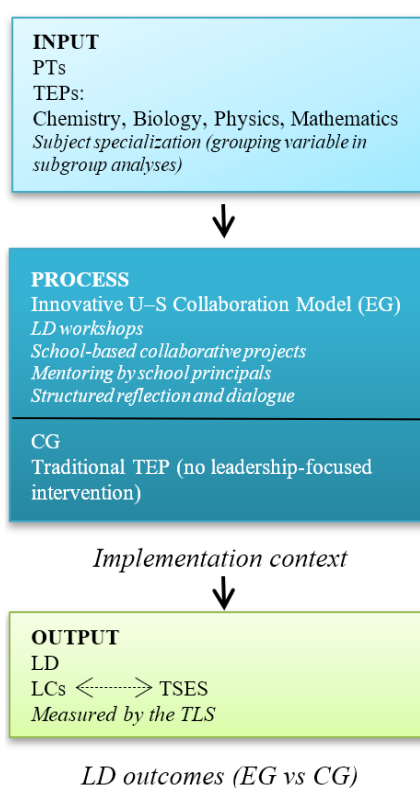 INPUT
PTs
TEPs:
Chemistry, Biology, Physics, Mathematics
Subject specialization (grouping variable in
subgroup analyses)
PROCESS
Innovative U–S Collaboration Model (EG)
LD workshops
School-based collaborative projects
Mentoring by school principals
Structured reflection and dialogue
CG
Traditional TEP (no leadership-focused
intervention)
Implementation context
OUTPUT
LD
LCs TSES
Measured by the TLS
LD outcomes (EG vs CG)